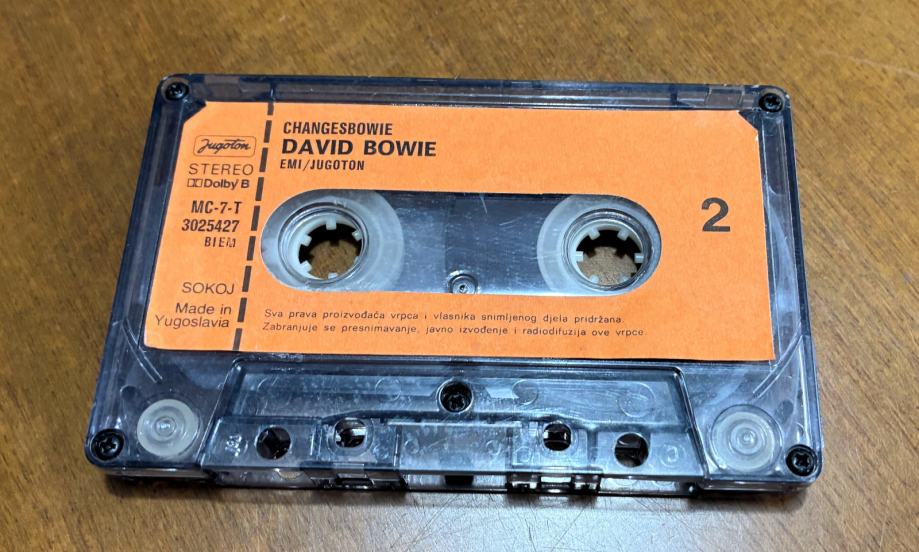 Jugoton
STEREO
Dolby B
MC-7-T
3025427
BIEM
SOKOJ
Made in
Yugoslavia
CHANGESBOWIE
DAVID BOWIE
EMI/JUGOTON
2
Sva prava proizvođača vrpca i vlasnika snimljenog djela pridržana.
Zabranjuje se presnimavanje, javno izvođenje i radiodifuzija ove vrpce.